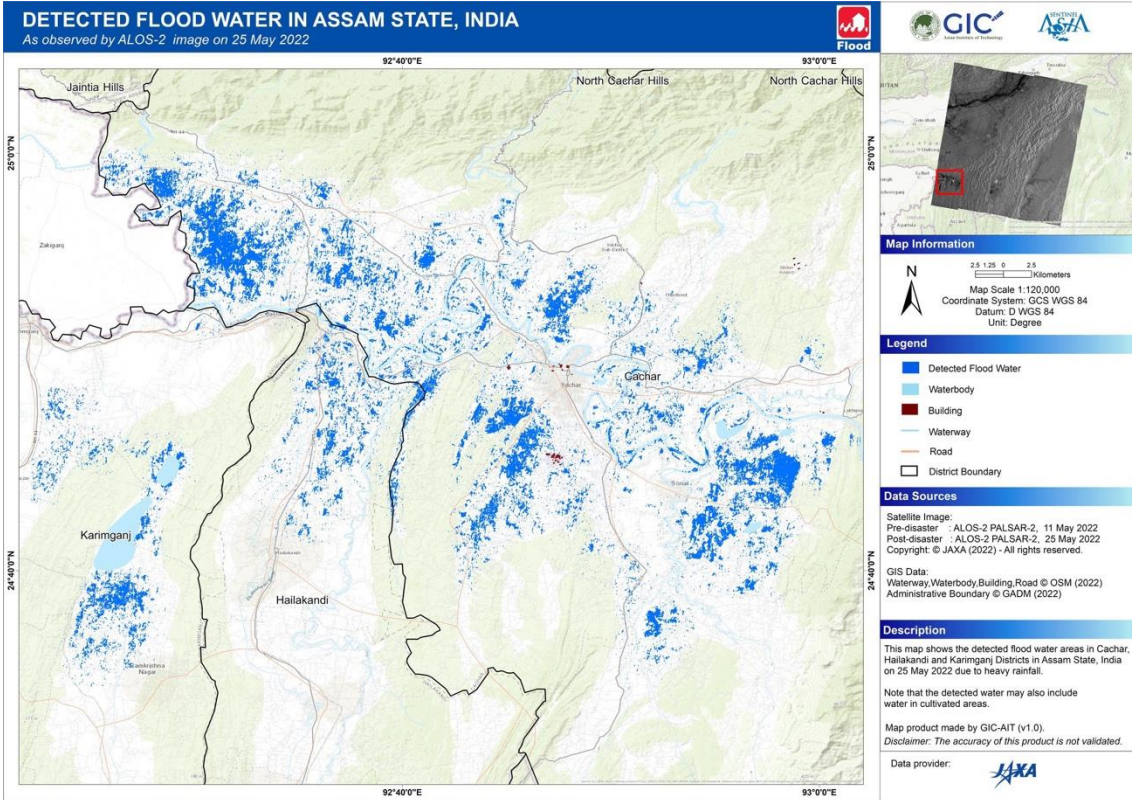 DETECTED FLOOD WATER IN ASSAM STATE, INDIA
As observed by ALOS-2 image on 25 May 2022
Flood
GIC
Asian Institute of Technology
SENTINEL
ASIA
92°40'0"E
93°0'0"E
25°0'0"N
25°0'0"N
Jaintia Hills
North Cachar Hills
North Cachar Hills
Zakiganj
Silchar
Cachar
Sonai
Karimganj
Hailakandi
Hailakandi
Ramkrishna
Nagar
24°40'0"N
24°40'0"N
92°40'0"E
93°0'0"E
Map Information
N
2.5 1.25 0 2.5
Kilometers
Map Scale 1:120,000
Coordinate System: GCS WGS 84
Datum: D WGS 84
Unit: Degree
Legend
Detected Flood Water
Waterbody
Building
Waterway
Road
District Boundary
Data Sources
Satellite Image:
Pre-disaster : ALOS-2 PALSAR-2, 11 May 2022
Post-disaster : ALOS-2 PALSAR-2, 25 May 2022
Copyright: © JAXA (2022) - All rights reserved.
GIS Data:
Waterway,Waterbody,Building,Road © OSM (2022)
Administrative Boundary © GADM (2022)
Description
This map shows the detected flood water areas in Cachar,
Hailakandi and Karimganj Districts in Assam State, India
on 25 May 2022 due to heavy rainfall.
Note that the detected water may also include
water in cultivated areas.
Map product made by GIC-AIT (v1.0).
Disclaimer: The accuracy of this product is not validated.
Data provider:
JAXA